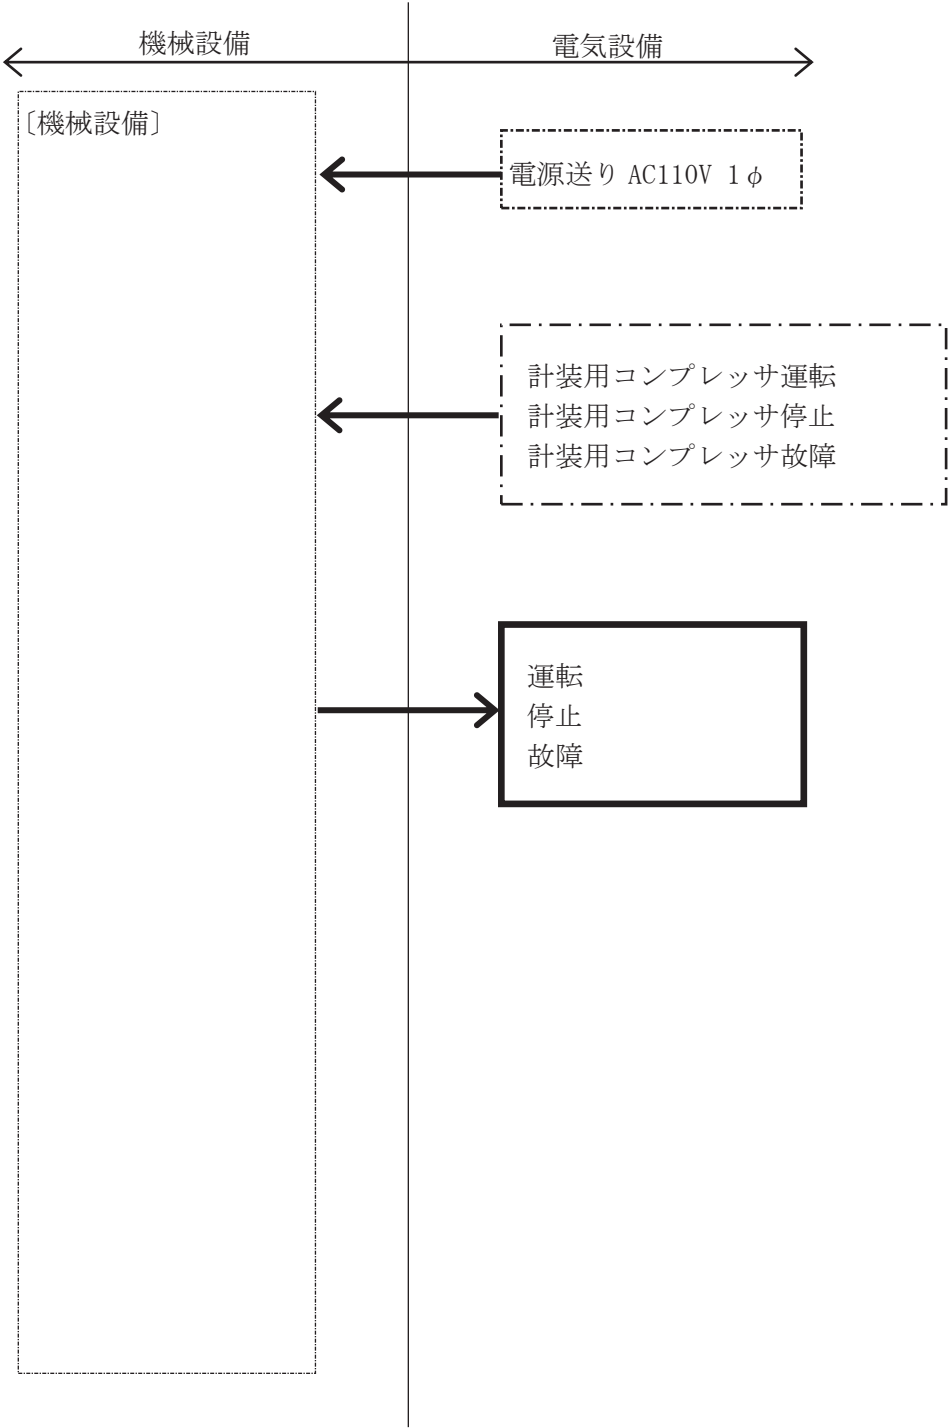 機械設備
電気設備
〔機械設備〕
電源送り AC110V 1φ
計装用コンプレッサ運転
計装用コンプレッサ停止
計装用コンプレッサ故障
運転
停止
故障